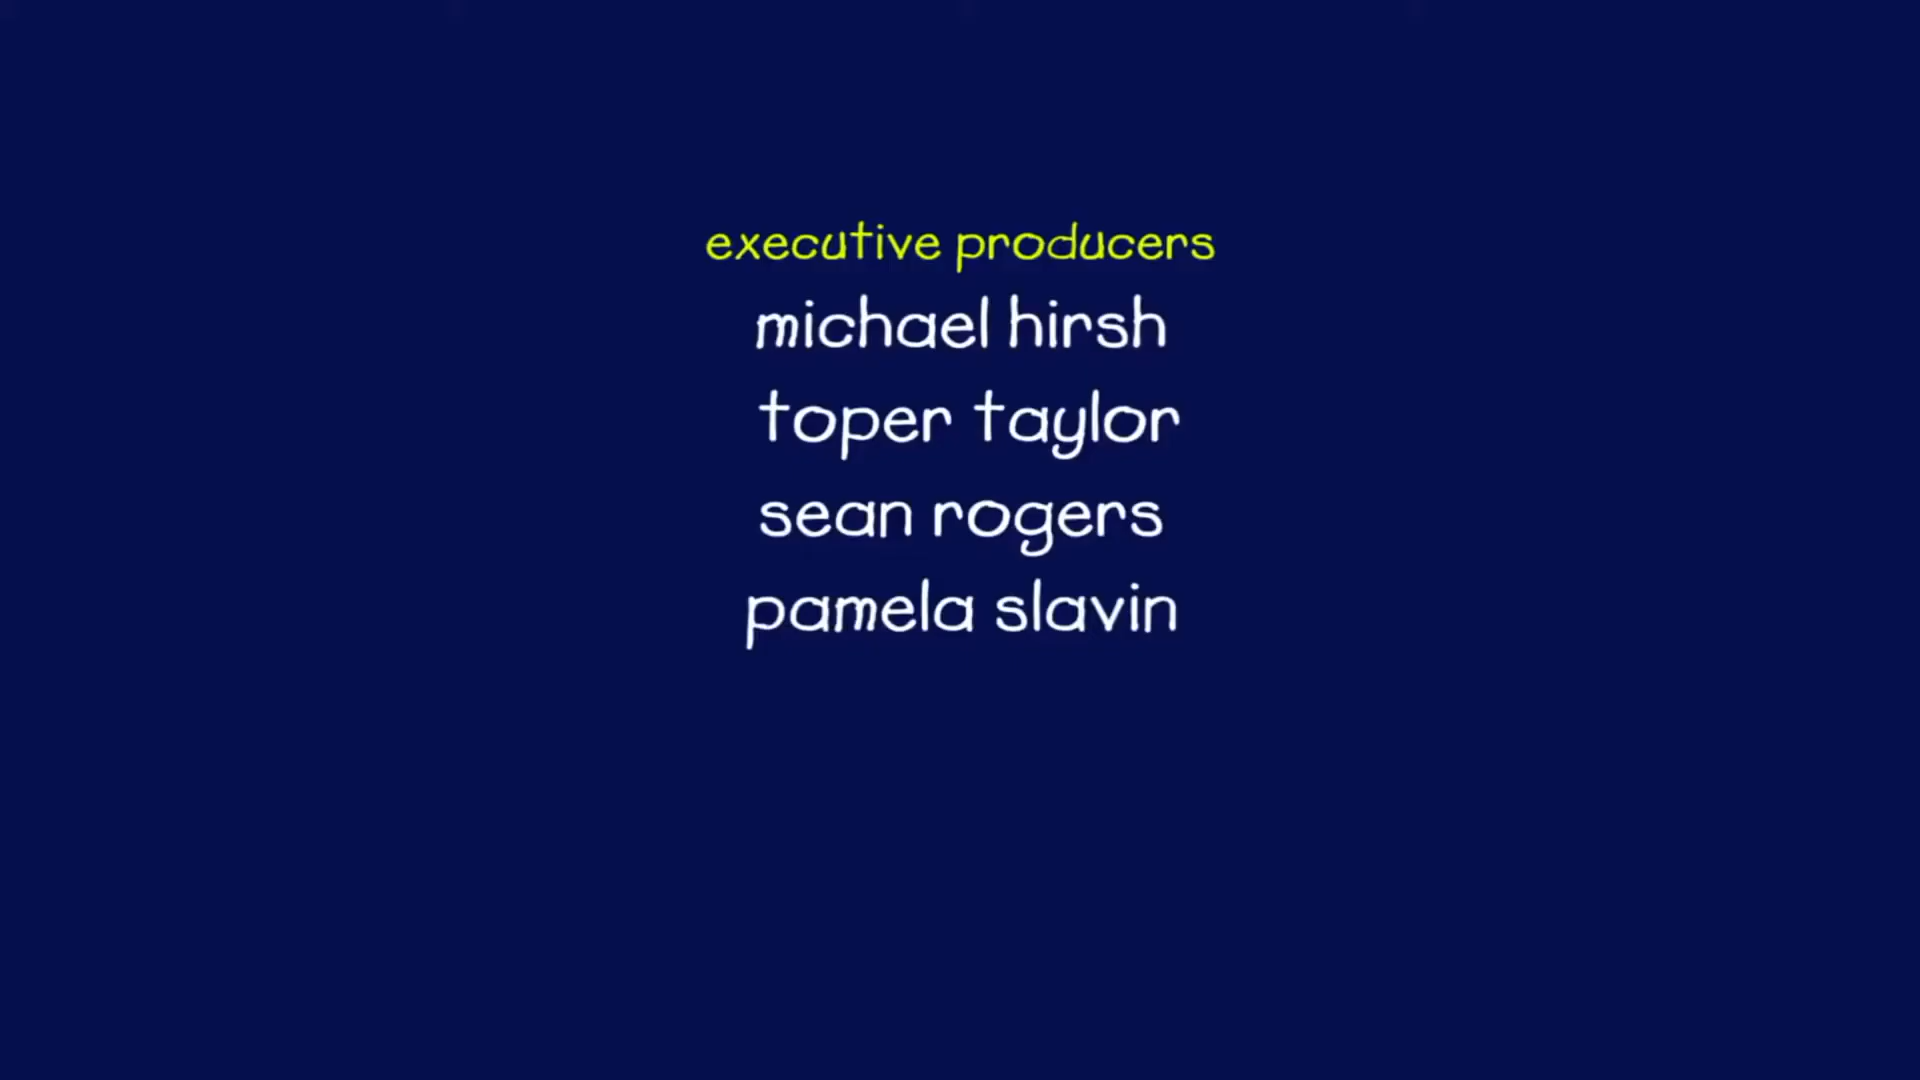 executive producers
michael hirsh
toper taylor
sean rogers
pamela slavin